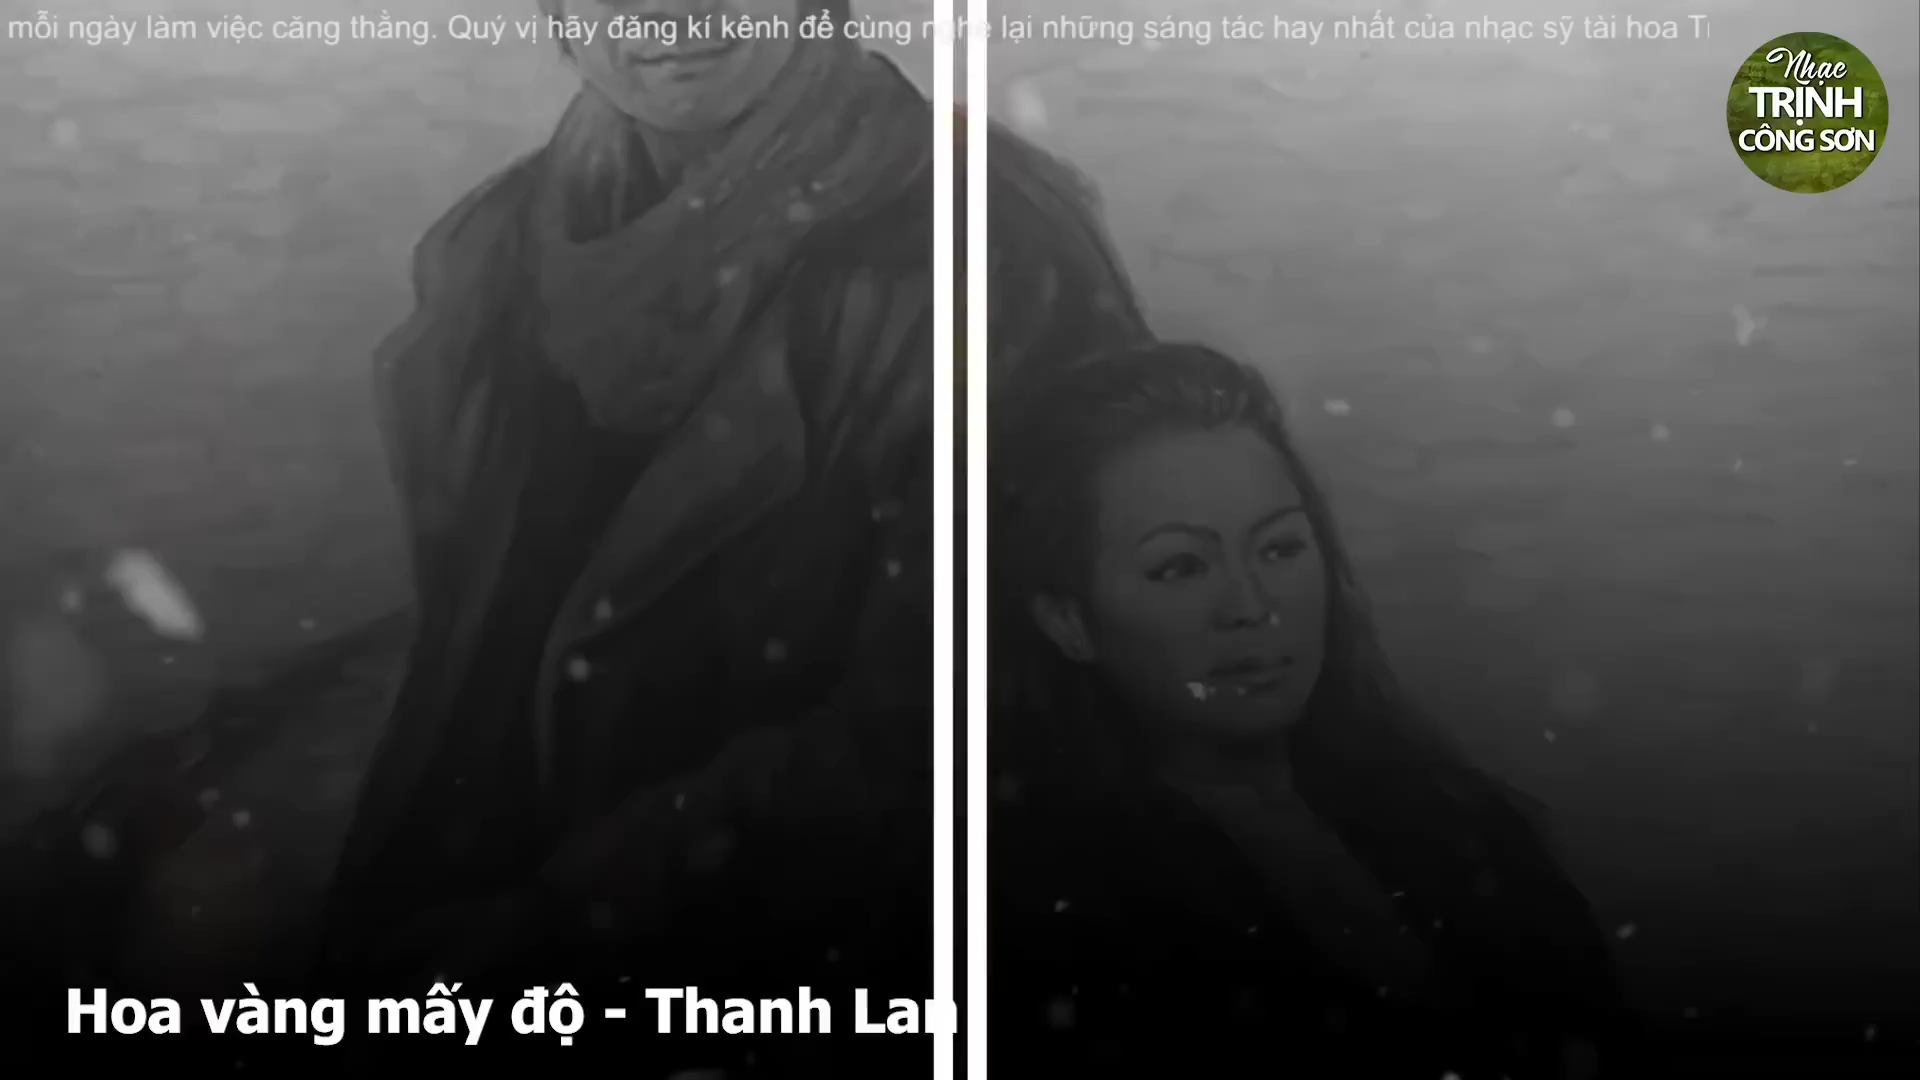 mỗi ngày làm việc căng thẳng. Quý vị hãy đăng kí kênh để cùng nghe lại những sáng tác hay nhất của nhạc sỹ tài hoa
Nhạc
TRỊNH
CÔNG SƠN
Hoa vàng mấy độ - Thanh Lan